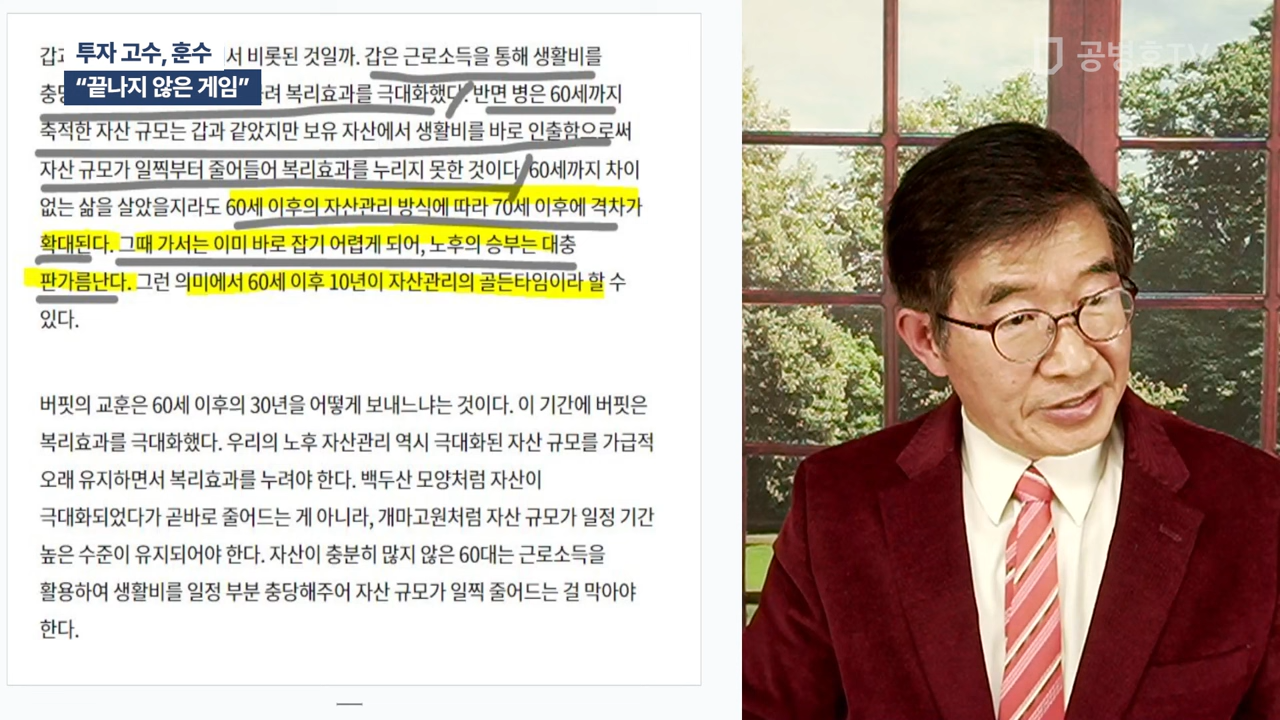 투자 고수, 훈수
“끝나지 않은 게임”
공병호TV
서 비롯된 것일까. 갑은 근로소득을 통해 생활비를
려 복리효과를 극대화했다. 반면 병은 60세까지
축적한 자산 규모는 갑과 같았지만 보유 자산에서 생활비를 바로 인출함으로써
자산 규모가 일찍부터 줄어들어 복리효과를 누리지 못한 것이다. 60세까지 차이
없는 삶을 살았을지라도 60세 이후의 자산관리 방식에 따라 70세 이후에 격차가
확대된다. 그때 가서는 이미 바로 잡기 어렵게 되어, 노후의 승부는 대충
판가름난다. 그런 의미에서 60세 이후 10년이 자산관리의 골든타임이라 할 수
있다.
버핏의 교훈은 60세 이후의 30년을 어떻게 보내느냐는 것이다. 이 기간에 버핏은
복리효과를 극대화했다. 우리의 노후 자산관리 역시 극대화된 자산 규모를 가급적
오래 유지하면서 복리효과를 누려야 한다. 백두산 모양처럼 자산이
극대화되었다가 곧바로 줄어드는 게 아니라, 개마고원처럼 자산 규모가 일정 기간
높은 수준이 유지되어야 한다. 자산이 충분히 많지 않은 60대는 근로소득을
활용하여 생활비를 일정 부분 충당해주어 자산 규모가 일찍 줄어드는 걸 막아야
한다.